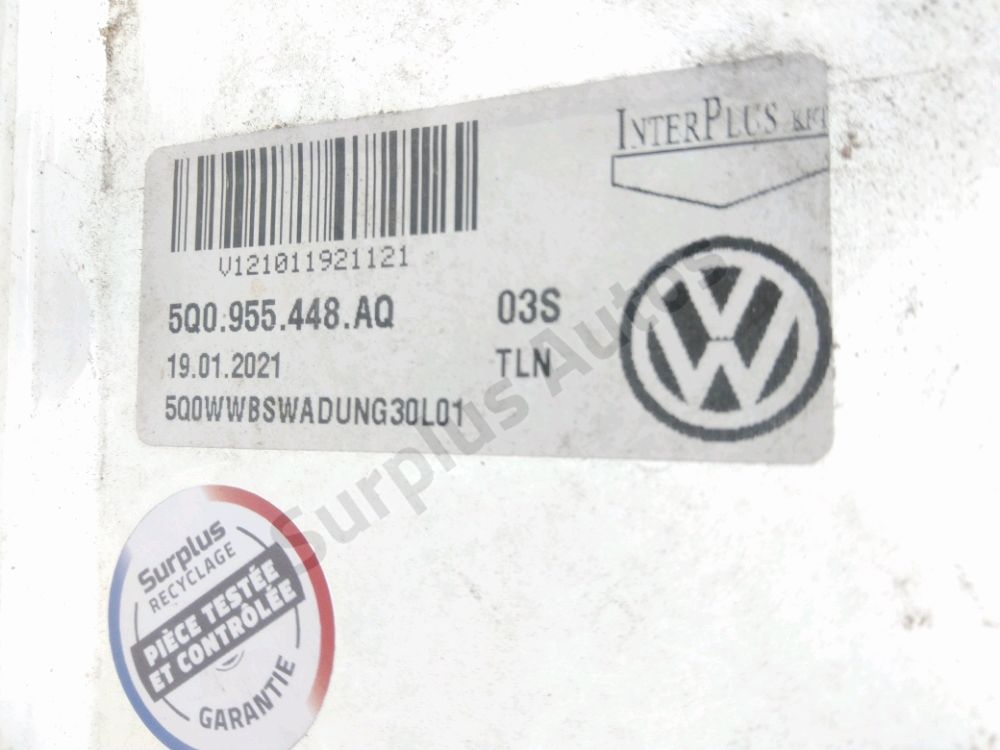 INTERPLUS KFT
V121011921121
5Q0.955.448.AQ 03S
19.01.2021 TLN
5Q0WWBSWADUNG30L01
Surplus Autos
Surplus
RECYCLAGE
PIÈCE TESTÉE
ET CONTRÔLÉE
GARANTIE